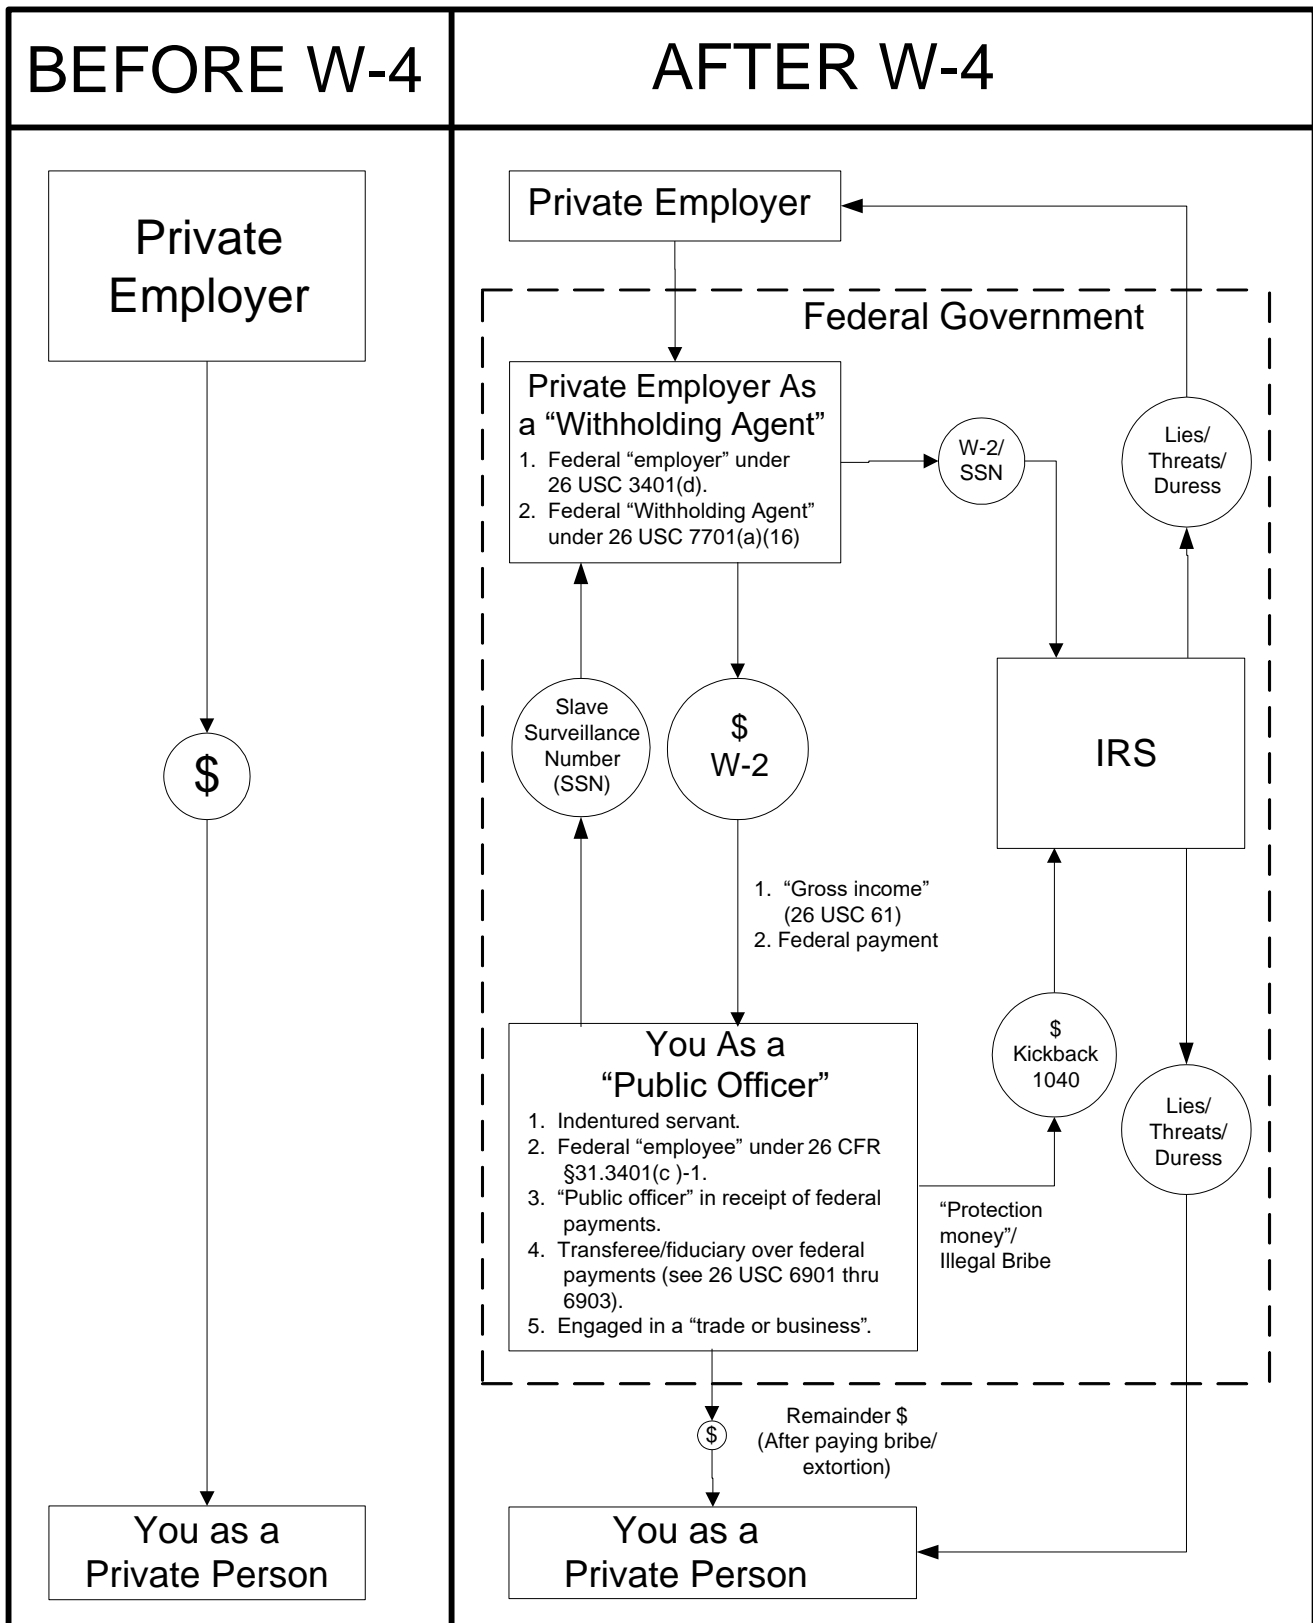 BEFORE W-4
AFTER W-4
Private
Employer
$
You as a
Private Person
Private Employer
Federal Government
Private Employer As
a “Withholding Agent”
1. Federal “employer” under
26 USC 3401(d).
2. Federal “Withholding Agent”
under 26 USC 7701(a)(16)
W-2/
SSN
Lies/
Threats/
Duress
Slave
Surveillance
Number
(SSN)
$
W-2
IRS
1. “Gross income”
(26 USC 61)
2. Federal payment
You As a
“Public Officer”
1. Indentured servant.
2. Federal “employee” under 26 CFR
§31.3401(c )-1.
3. “Public officer” in receipt of federal
payments.
4. Transferee/fiduciary over federal
payments (see 26 USC 6901 thru
6903).
5. Engaged in a “trade or business”.
$
Kickback
1040
Lies/
Threats/
Duress
“Protection
money”/
Illegal Bribe
$
Remainder $
(After paying bribe/
extortion)
You as a
Private Person